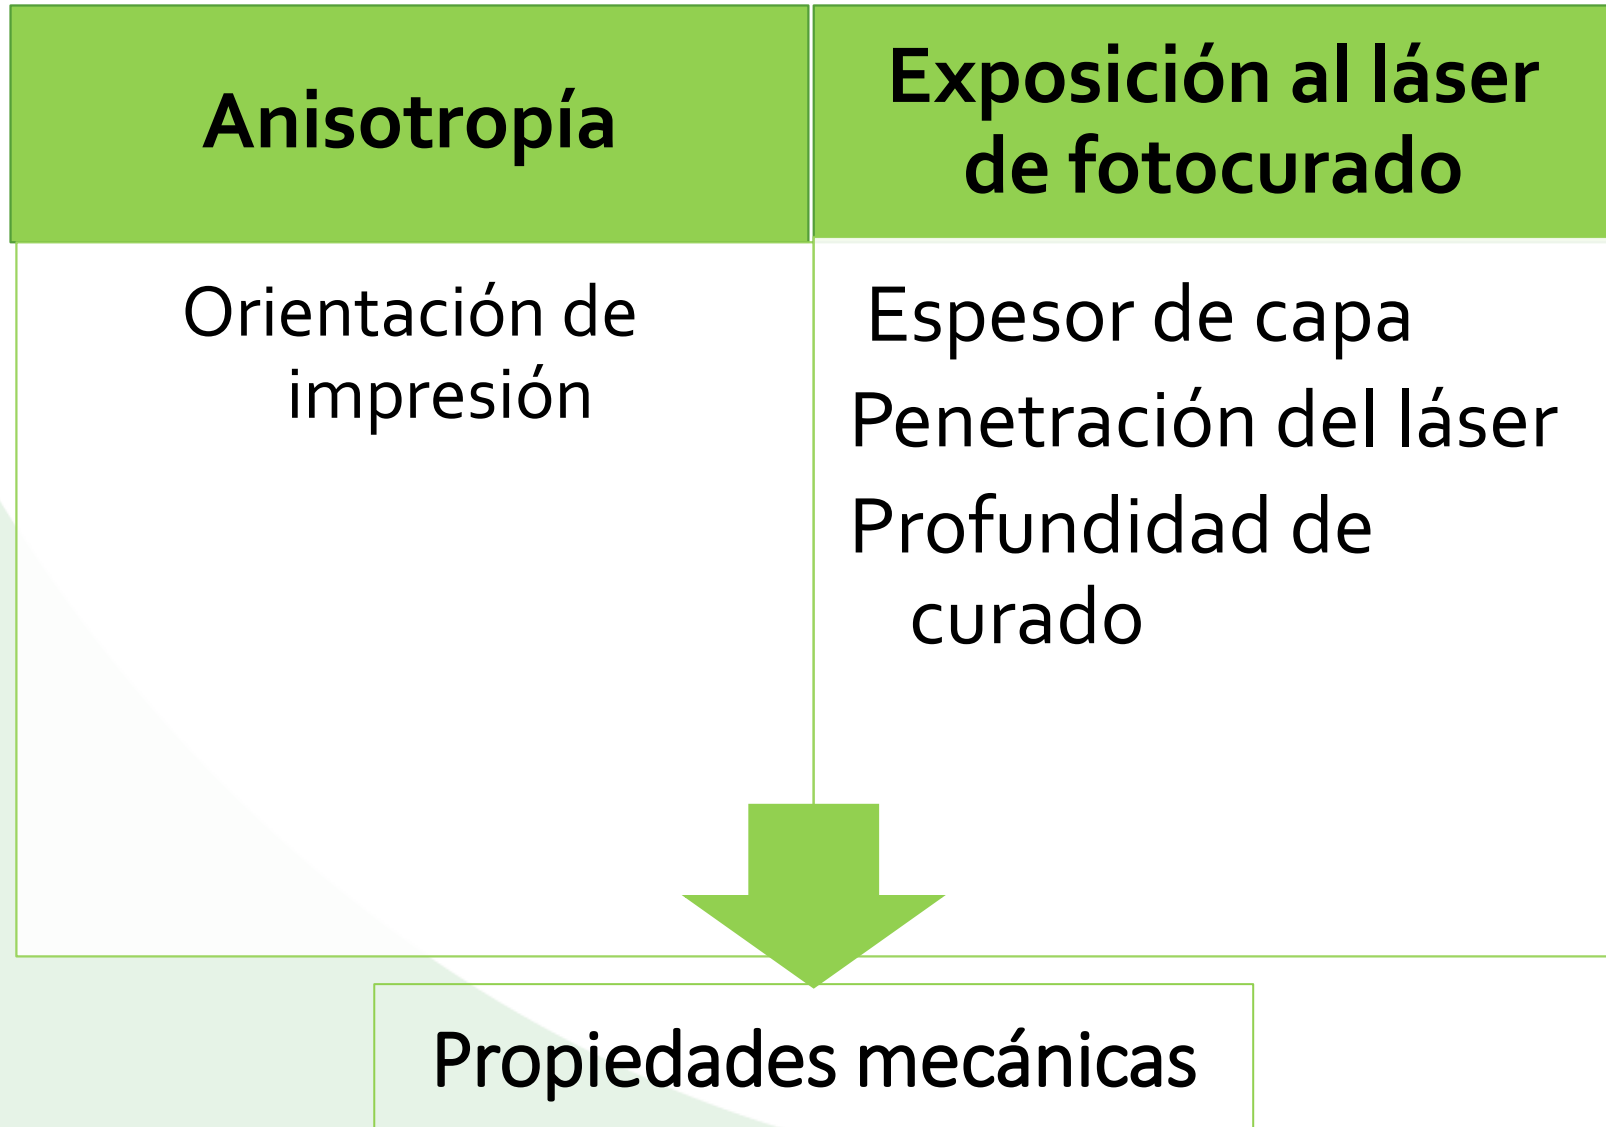 Anisotropía
Exposición al láser
de fotocurado
Orientación de
impresión
Espesor de capa
Penetración del láser
Profundidad de
curado
Propiedades mecánicas